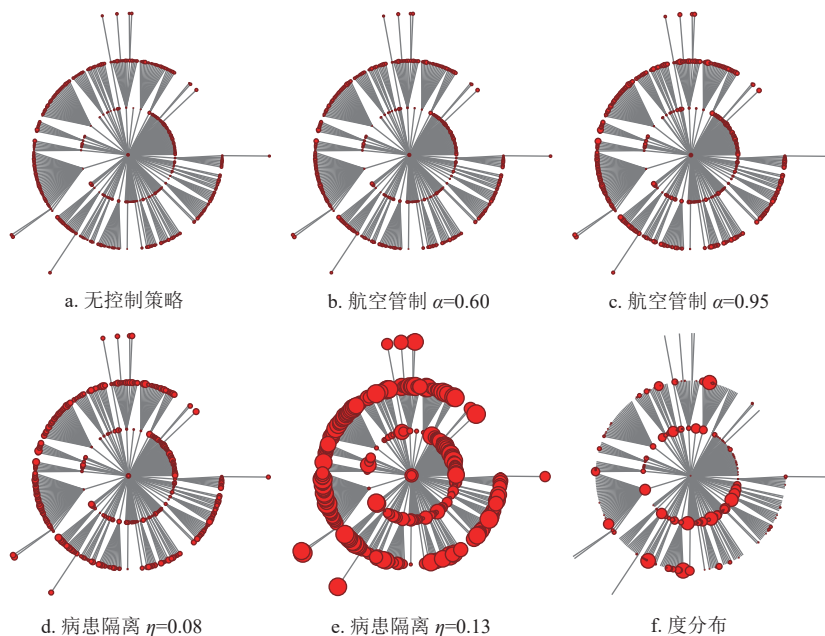 a. 无控制策略
b. 航空管制 α=0.60
c. 航空管制 α=0.95
d. 病患隔离 η=0.08
e. 病患隔离 η=0.13
f. 度分布